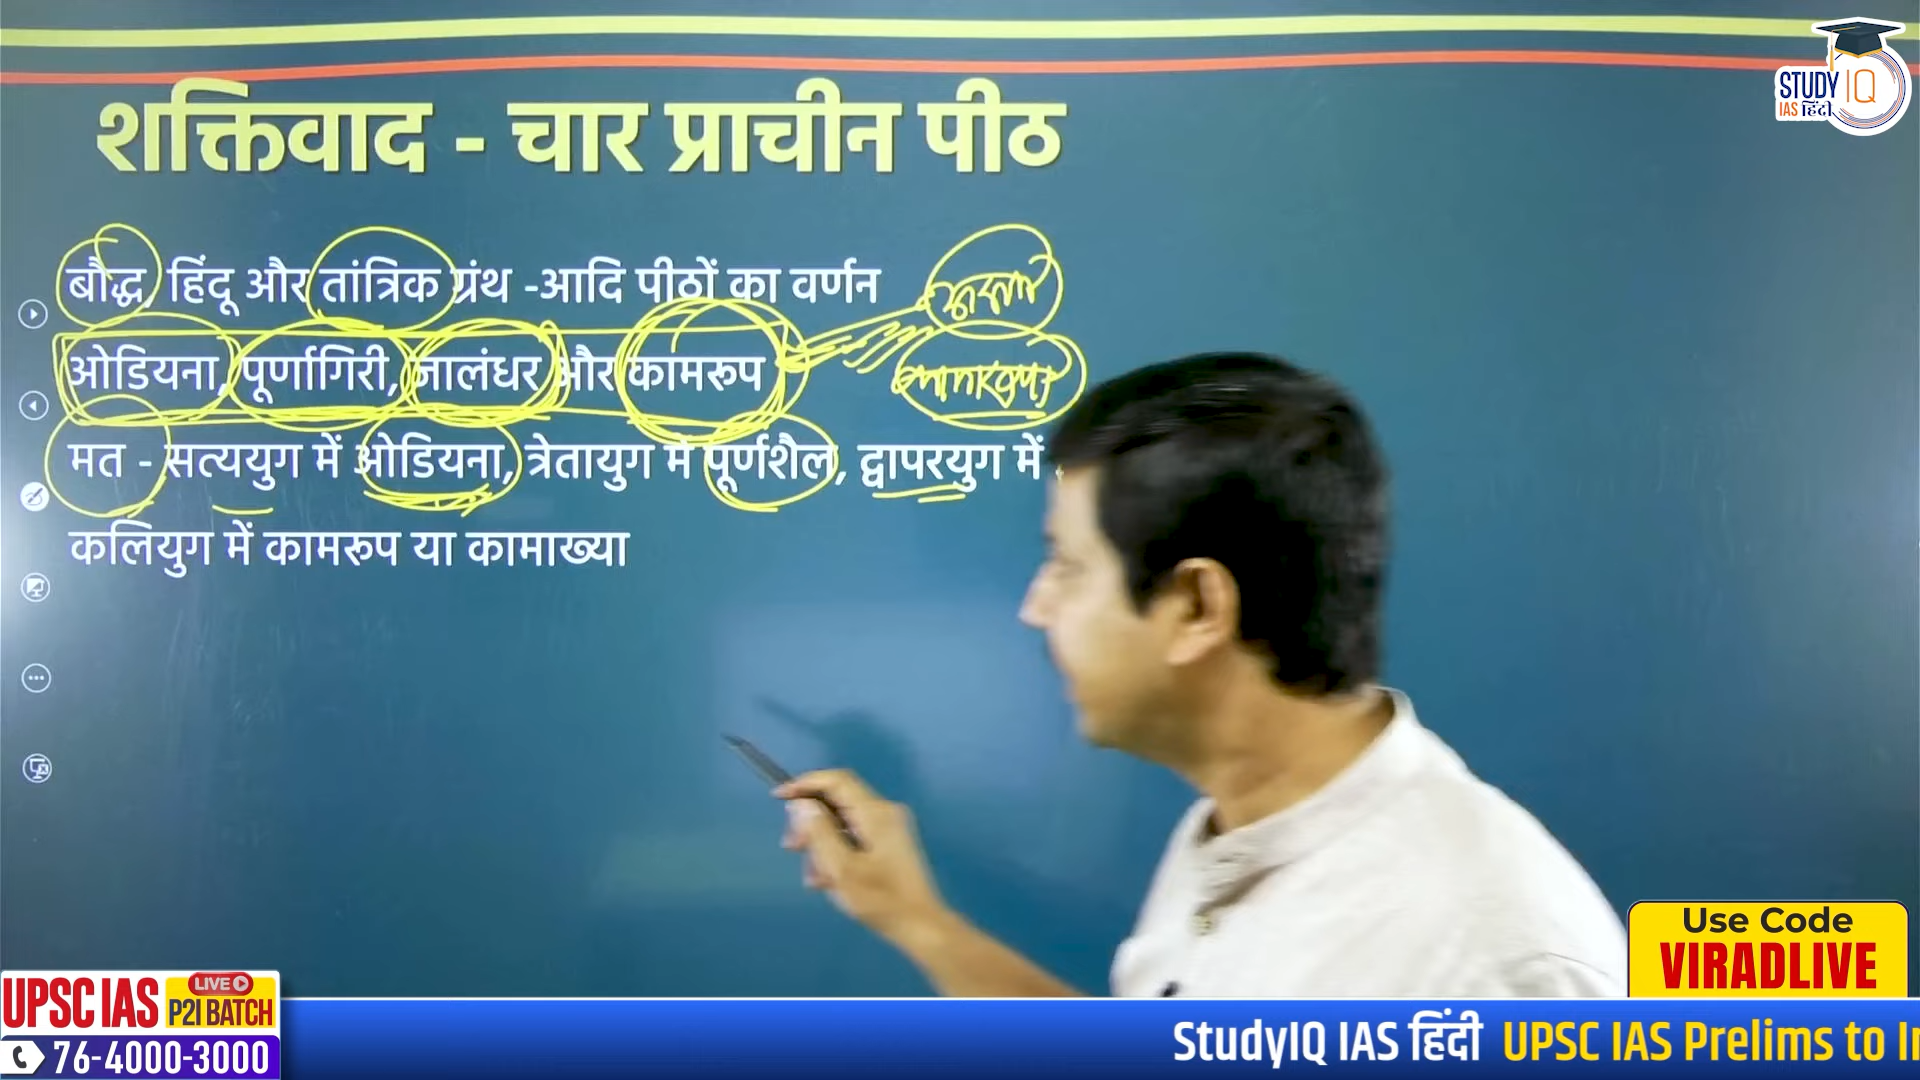 STUDY IQ
IAS हिंदी
शक्तिवाद - चार प्राचीन पीठ
बौद्ध, हिंदू और तांत्रिक ग्रंथ -आदि पीठों का वर्णन
ओडियना, पूर्णागिरी, जालंधर और कामरूप
मत - सत्ययुग में ओडियना, त्रेतायुग में पूर्णशैल, द्वापरयुग में
कलियुग में कामरूप या कामाख्या
Use Code
VIRADLIVE
UPSC IAS LIVE
P2I BATCH
76-4000-3000
StudyIQ IAS हिंदी UPSC IAS Prelims to